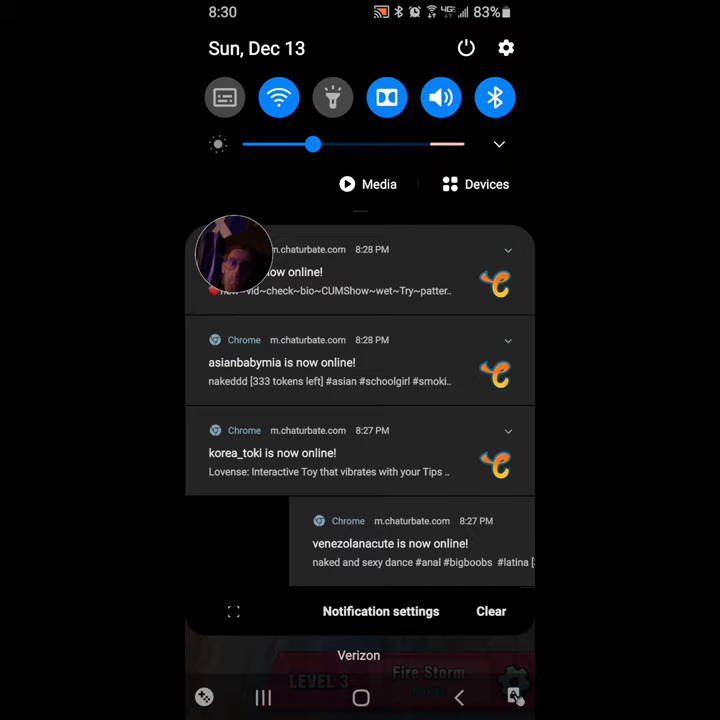 8:30
4GE 83%
Sun, Dec 13
Media
Devices
m.chaturbate.com 8:28 PM
now online!
vid~check~bio~CUMShow~wet~Try~patter..
Chrome m.chaturbate.com 8:28 PM
asianbabymia is now online!
nakeddd [333 tokens left] #asian #schoolgirl #smoki..
Chrome m.chaturbate.com 8:27 PM
korea_toki is now online!
Lovense: Interactive Toy that vibrates with your Tips ..
Chrome m.chaturbate.com 8:27 PM
venezolanacute is now online!
naked and sexy dance #anal #bigboobs #latina [
Notification settings
Clear
Verizon
LEVEL 3
Fire Storm